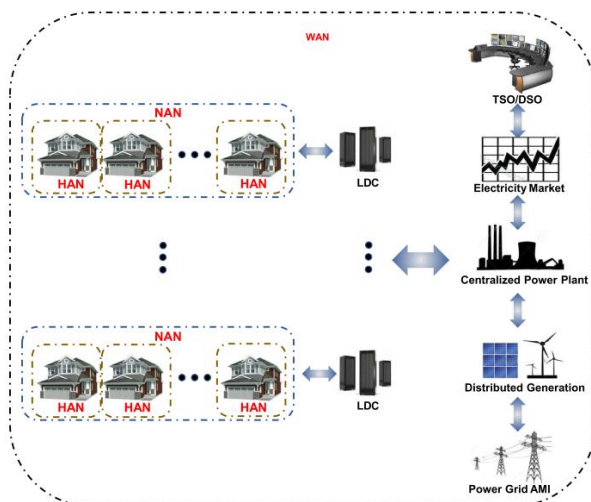 WAN
TSO/DSO
NAN
HAN HAN HAN
LDC
Electricity Market
Centralized Power Plant
NAN
HAN HAN HAN
LDC
Distributed Generation
Power Grid AMI